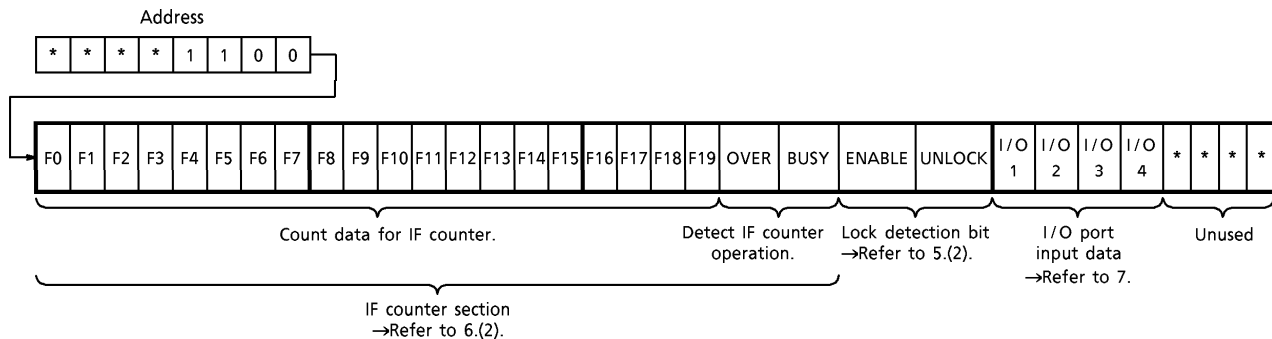 Address
* * * * 1 1 0 0
F0 F1 F2 F3 F4 F5 F6 F7 F8 F9 F10 F11 F12 F13 F14 F15 F16 F17 F18 F19 OVER BUSY ENABLE UNLOCK I/O 1 I/O 2 I/O 3 I/O 4 * * * *
Count data for IF counter.
Detect IF counter
operation.
Lock detection bit
→Refer to 5.(2).
I/O port
input data
→Refer to 7.
Unused
IF counter section
→Refer to 6.(2).